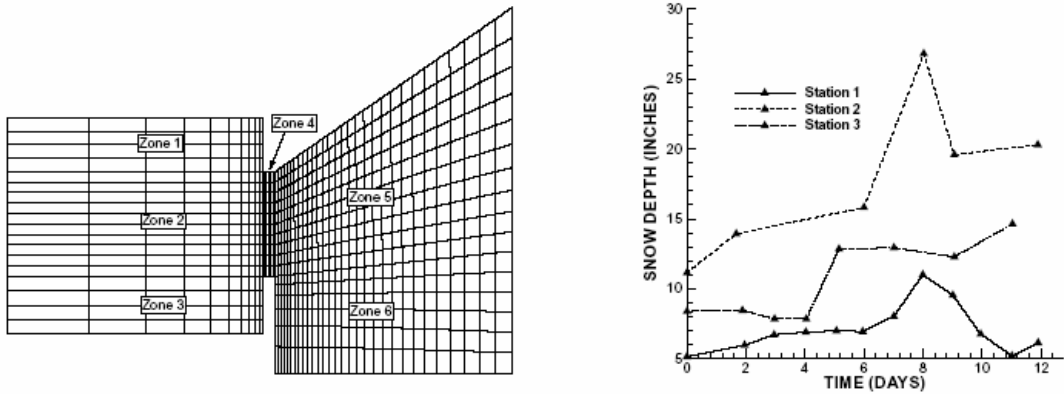 Zone 1
Zone 4
Zone 2
Zone 5
Zone 3
Zone 6
30
25
20
15
10
5
SNOW DEPTH (INCHES)
Station 1
Station 2
Station 3
0 2 4 6 8 10 12
TIME (DAYS)